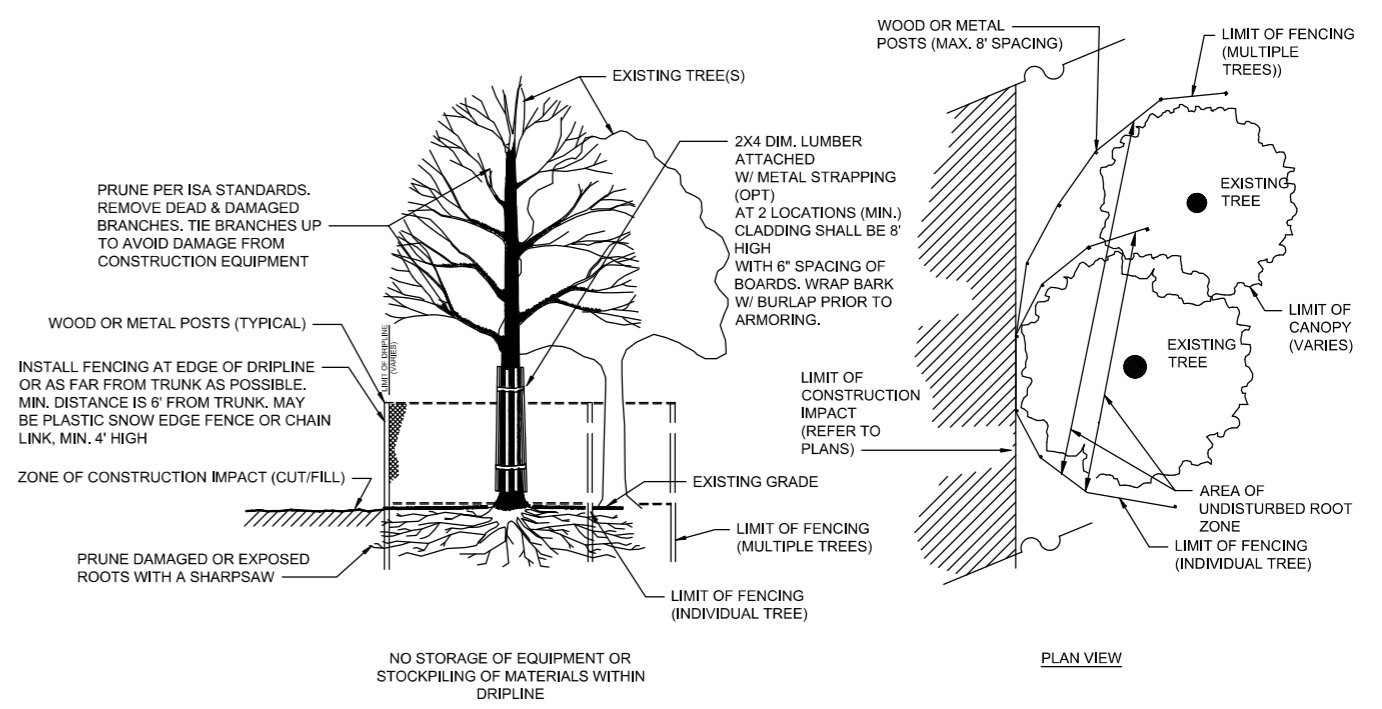 EXISTING TREE(S)
PRUNE PER ISA STANDARDS.
REMOVE DEAD & DAMAGED
BRANCHES. TIE BRANCHES UP
TO AVOID DAMAGE FROM
CONSTRUCTION EQUIPMENT
2X4 DIM. LUMBER
ATTACHED
W/ METAL STRAPPING
(OPT)
AT 2 LOCATIONS (MIN.)
CLADDING SHALL BE 8'
HIGH
WITH 6" SPACING OF
BOARDS. WRAP BARK
W/ BURLAP PRIOR TO
ARMORING.
WOOD OR METAL POSTS (TYPICAL)
LIMIT OF DRIPLINE
(VARIES)
INSTALL FENCING AT EDGE OF DRIPLINE
OR AS FAR FROM TRUNK AS POSSIBLE.
MIN. DISTANCE IS 6' FROM TRUNK. MAY
BE PLASTIC SNOW EDGE FENCE OR CHAIN
LINK, MIN. 4' HIGH
ZONE OF CONSTRUCTION IMPACT (CUT/FILL)
EXISTING GRADE
PRUNE DAMAGED OR EXPOSED
ROOTS WITH A SHARPSAW
LIMIT OF FENCING
(MULTIPLE TREES)
LIMIT OF FENCING
(INDIVIDUAL TREE)
NO STORAGE OF EQUIPMENT OR
STOCKPILING OF MATERIALS WITHIN
DRIPLINE
WOOD OR METAL
POSTS (MAX. 8' SPACING)
LIMIT OF FENCING
(MULTIPLE
TREES))
EXISTING
TREE
LIMIT OF
CANOPY
(VARIES)
EXISTING
TREE
LIMIT OF
CONSTRUCTION
IMPACT
(REFER TO
PLANS)
AREA OF
UNDISTURBED ROOT
ZONE
LIMIT OF FENCING
(INDIVIDUAL TREE)
PLAN VIEW